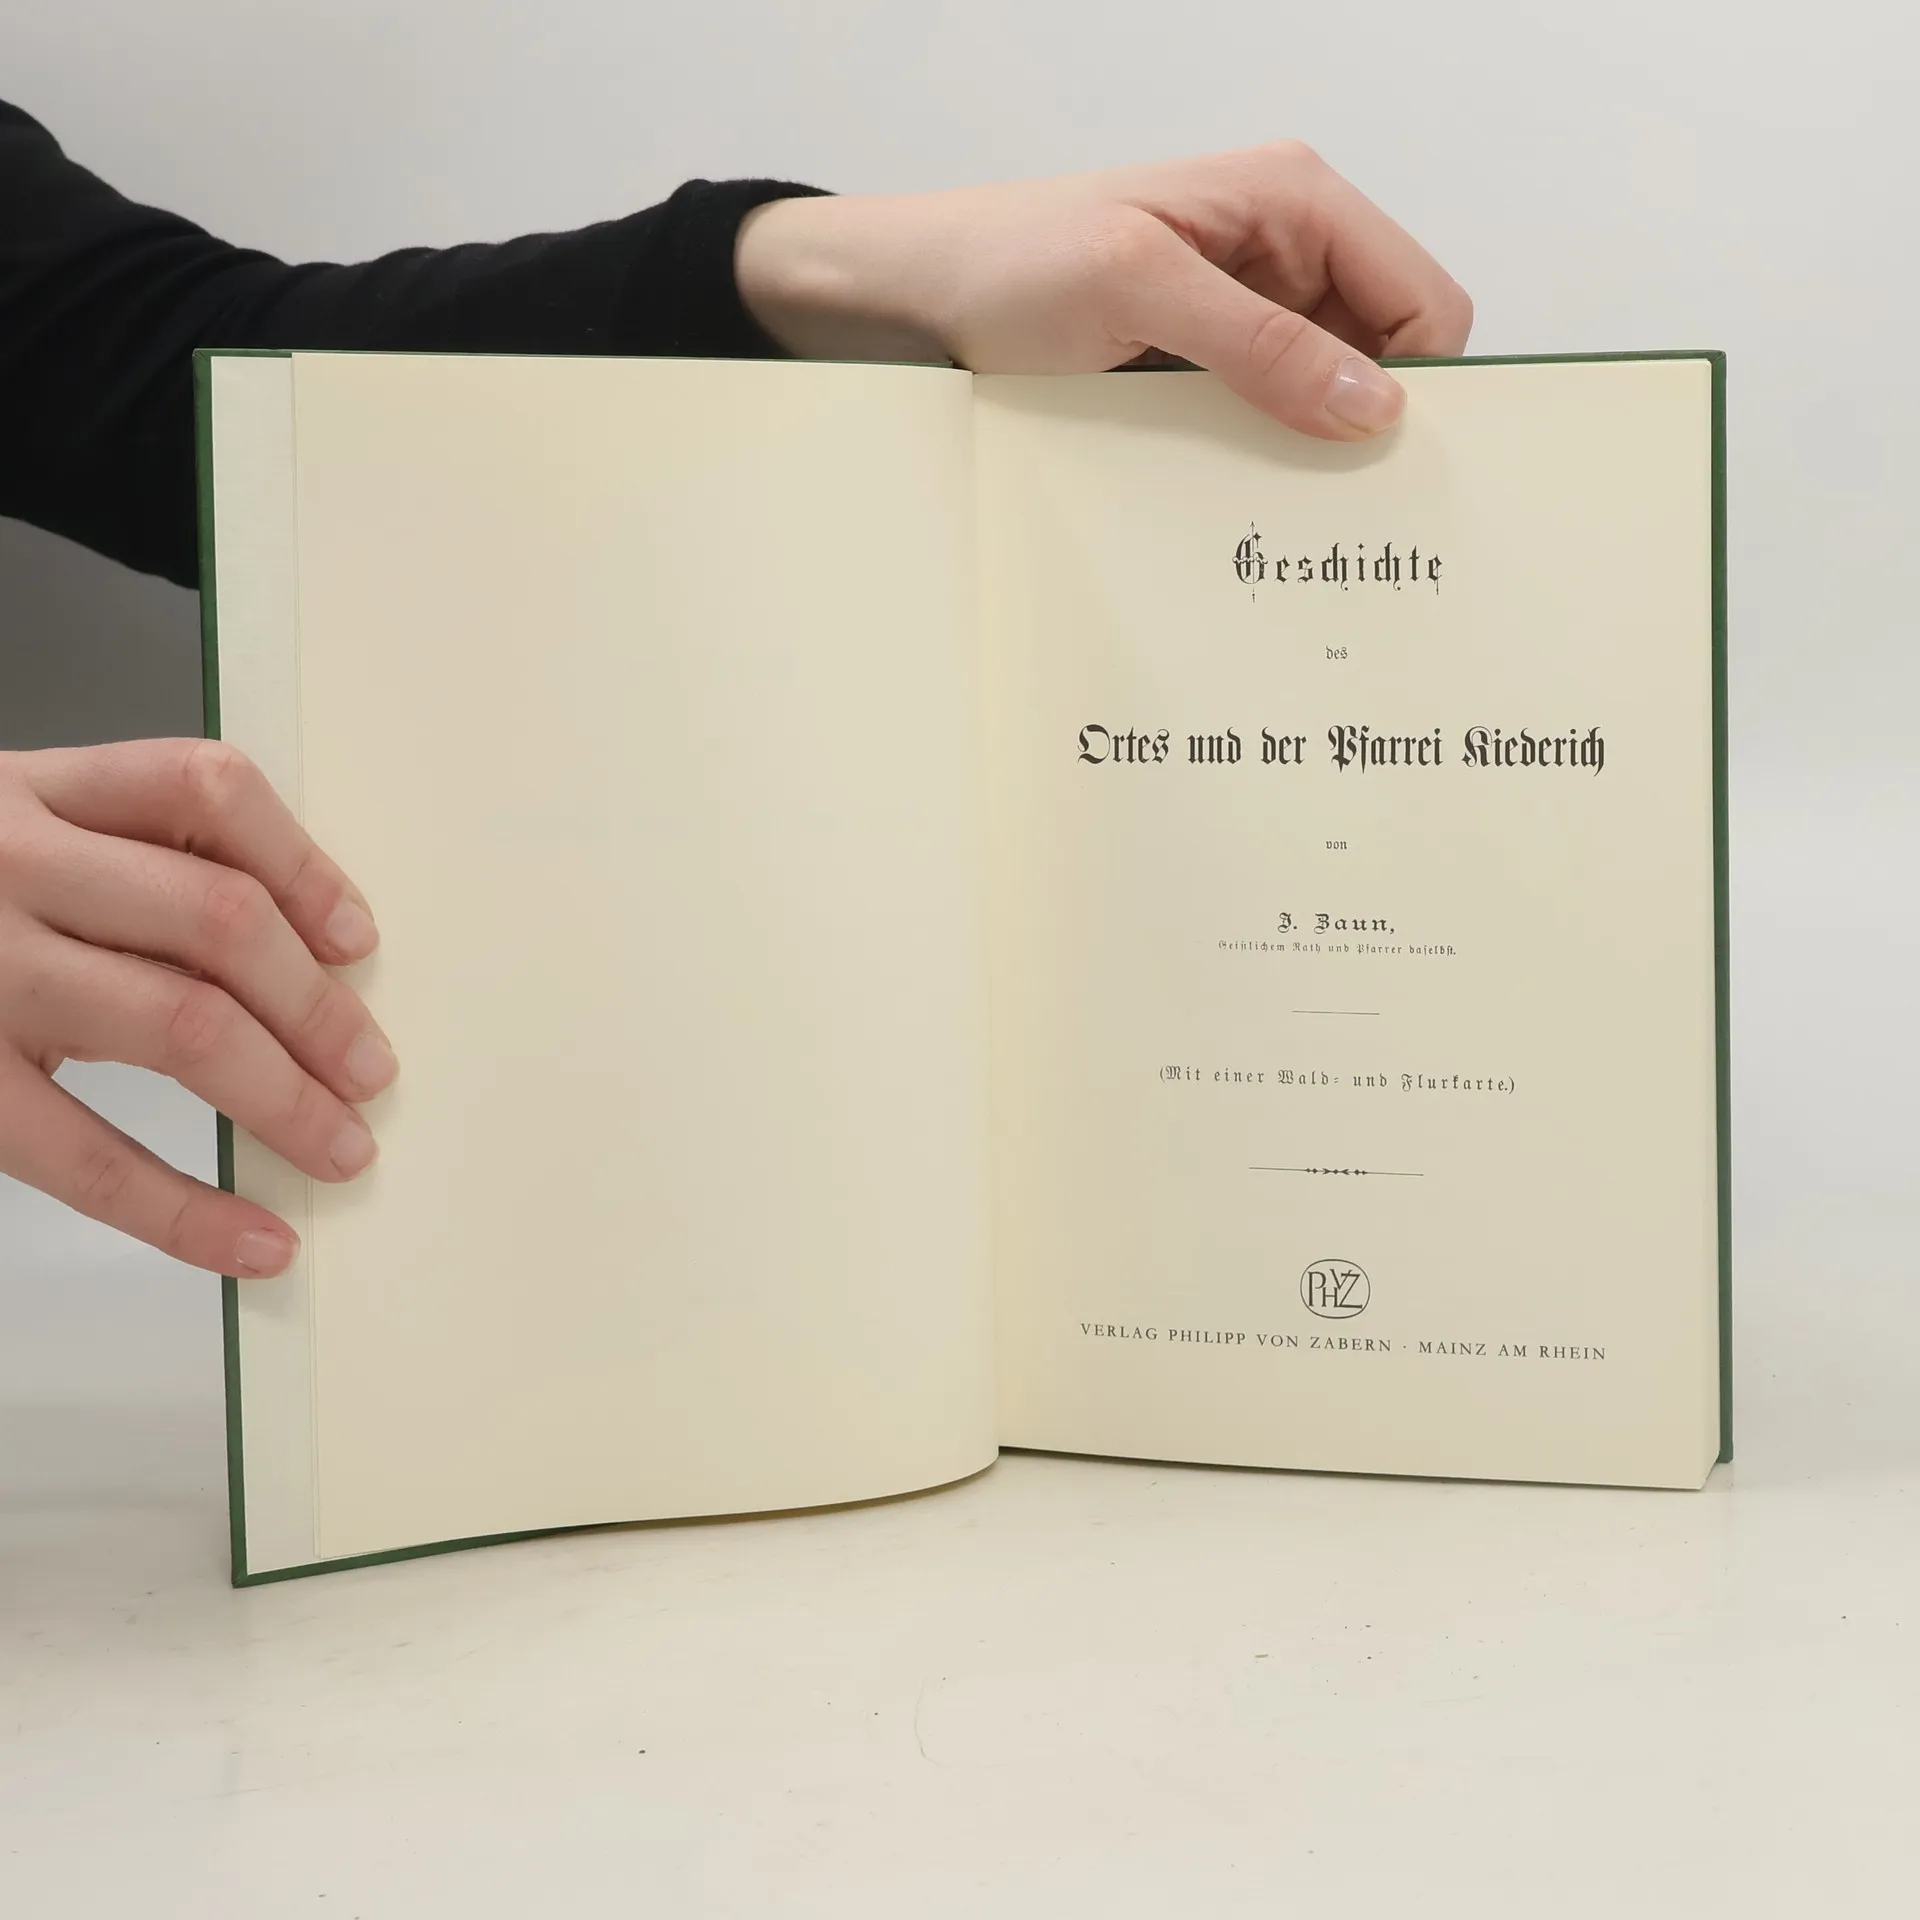 Geschichte
des
Ortes und der Pfarrei Kiederich
von
J. Zaun,
Geistlichem Rath und Pfarrer daselbst.
(Mit einer Wald- und Flurkarte.)
PHVZ
VERLAG PHILIPP VON ZABERN · MAINZ AM RHEIN